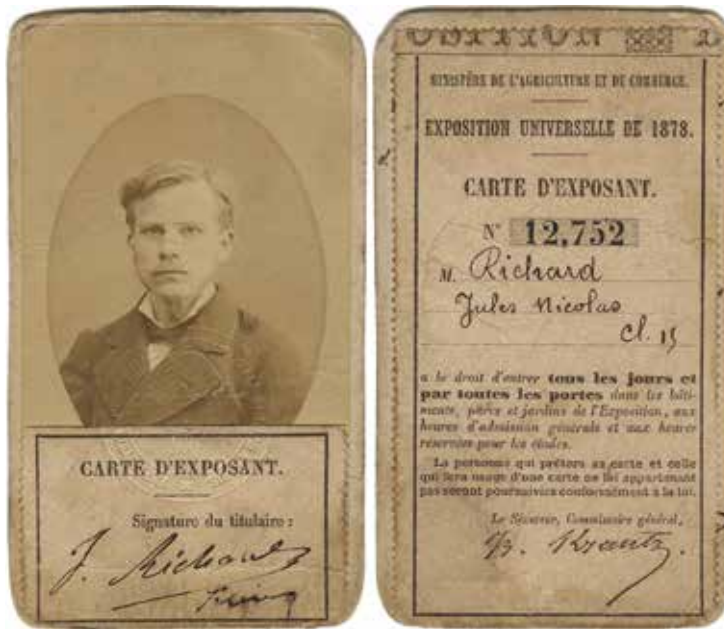 CARTE D'EXPOSANT.
Signature du titulaire :
J. Richard
MINISTÈRE DE L'AGRICULTURE ET DU COMMERCE.
EXPOSITION UNIVERSELLE DE 1878.
CARTE D'EXPOSANT.
N° 12,752
M. Richard
Jules Nicolas
Cl. 15
a le droit d'entrer tous les jours et
par toutes les portes dans les bâti-
ments, parcs et jardins de l'Exposition, aux
heures d'admission générale et aux heures
réservées pour les études.
La personne qui prêtera sa carte et celle
qui fera usage d'une carte ne lui appartenant
pas seront poursuivies conformément à la loi.
Le Sénateur, Commissaire général,
Krantz.